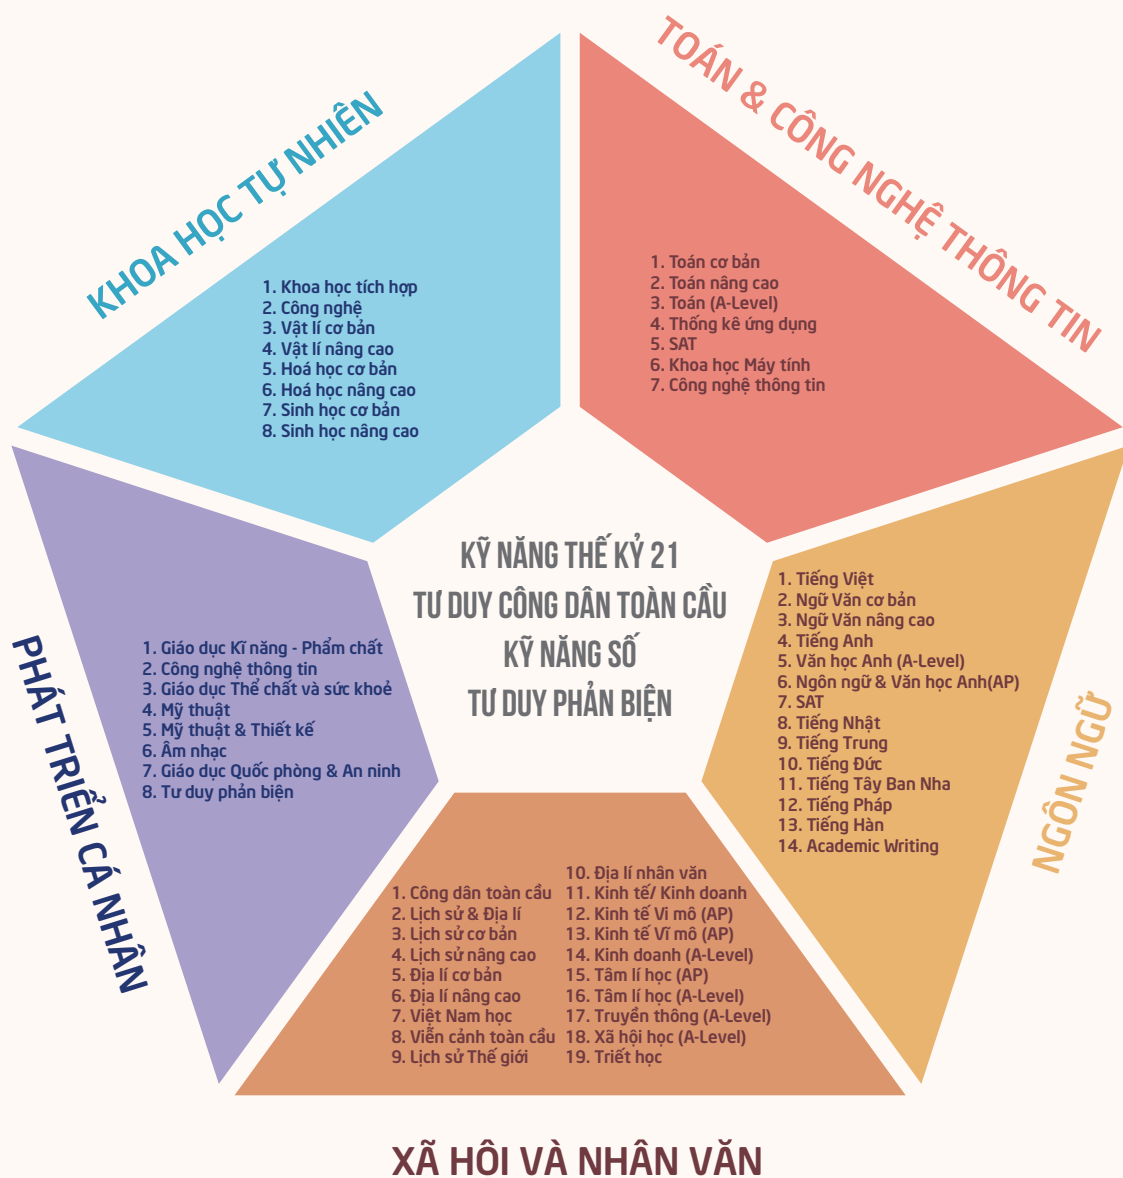 KHOA HỌC TỰ NHIÊN
1. Khoa học tích hợp
2. Công nghệ
3. Vật lí cơ bản
4. Vật lí nâng cao
5. Hoá học cơ bản
6. Hoá học nâng cao
7. Sinh học cơ bản
8. Sinh học nâng cao
TOÁN & CÔNG NGHỆ THÔNG TIN
1. Toán cơ bản
2. Toán nâng cao
3. Toán (A-Level)
4. Thống kê ứng dụng
5. SAT
6. Khoa học Máy tính
7. Công nghệ thông tin
KỸ NĂNG THẾ KỶ 21
TƯ DUY CÔNG DÂN TOÀN CẦU
KỸ NĂNG SỐ
TƯ DUY PHẢN BIỆN
PHÁT TRIỂN CÁ NHÂN
1. Giáo dục Kĩ năng - Phẩm chất
2. Công nghệ thông tin
3. Giáo dục Thể chất và sức khoẻ
4. Mỹ thuật
5. Mỹ thuật & Thiết kế
6. Âm nhạc
7. Giáo dục Quốc phòng & An ninh
8. Tư duy phản biện
NGÔN NGỮ
1. Tiếng Việt
2. Ngữ Văn cơ bản
3. Ngữ Văn nâng cao
4. Tiếng Anh
5. Văn học Anh (A-Level)
6. Ngôn ngữ & Văn học Anh(AP)
7. SAT
8. Tiếng Nhật
9. Tiếng Trung
10. Tiếng Đức
11. Tiếng Tây Ban Nha
12. Tiếng Pháp
13. Tiếng Hàn
14. Academic Writing
1. Công dân toàn cầu
2. Lịch sử & Địa lí
3. Lịch sử cơ bản
4. Lịch sử nâng cao
5. Địa lí cơ bản
6. Địa lí nâng cao
7. Việt Nam học
8. Viễn cảnh toàn cầu
9. Lịch sử Thế giới
10. Địa lí nhân văn
11. Kinh tế/ Kinh doanh
12. Kinh tế Vi mô (AP)
13. Kinh tế Vĩ mô (AP)
14. Kinh doanh (A-Level)
15. Tâm lí học (AP)
16. Tâm lí học (A-Level)
17. Truyền thông (A-Level)
18. Xã hội học (A-Level)
19. Triết học
XÃ HÔI VÀ NHÂN VĂN